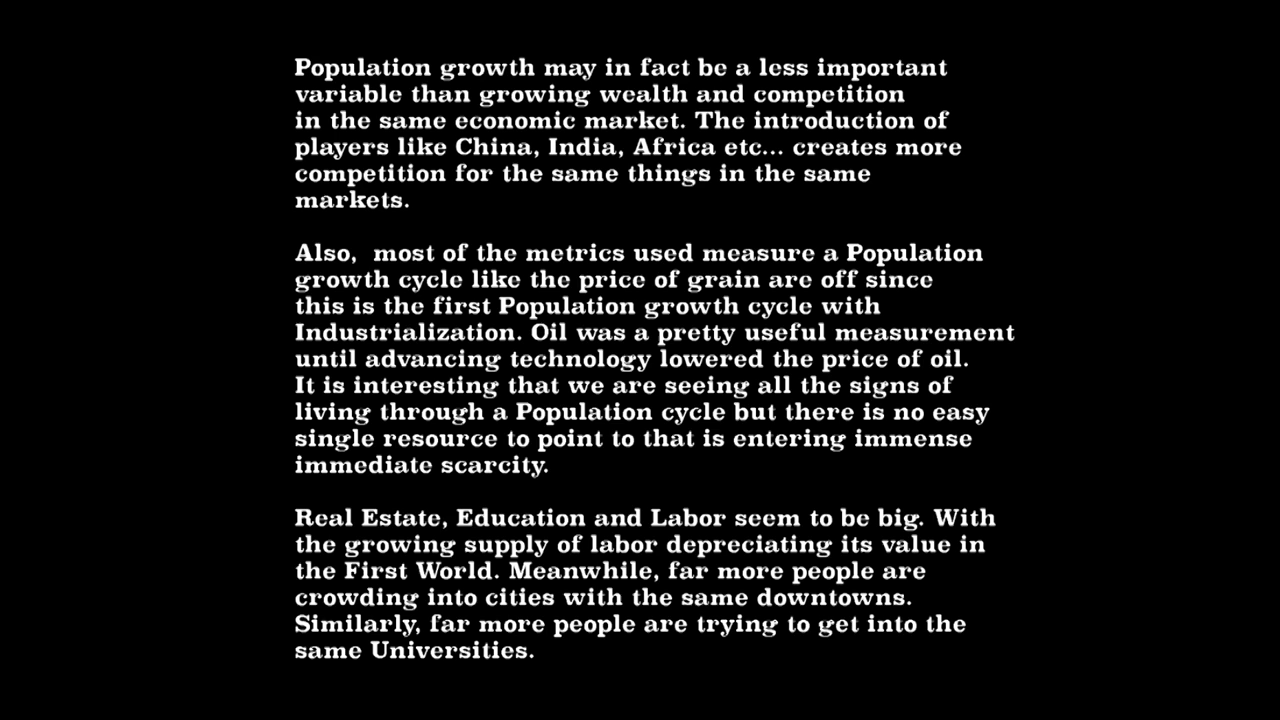 Population growth may in fact be a less important
variable than growing wealth and competition
in the same economic market. The introduction of
players like China, India, Africa etc... creates more
competition for the same things in the same
markets.
Also,  most of the metrics used measure a Population
growth cycle like the price of grain are off since
this is the first Population growth cycle with
Industrialization. Oil was a pretty useful measurement
until advancing technology lowered the price of oil.
It is interesting that we are seeing all the signs of
living through a Population cycle but there is no easy
single resource to point to that is entering immense
immediate scarcity.
Real Estate, Education and Labor seem to be big. With
the growing supply of labor depreciating its value in
the First World. Meanwhile, far more people are
crowding into cities with the same downtowns.
Similarly, far more people are trying to get into the
same Universities.